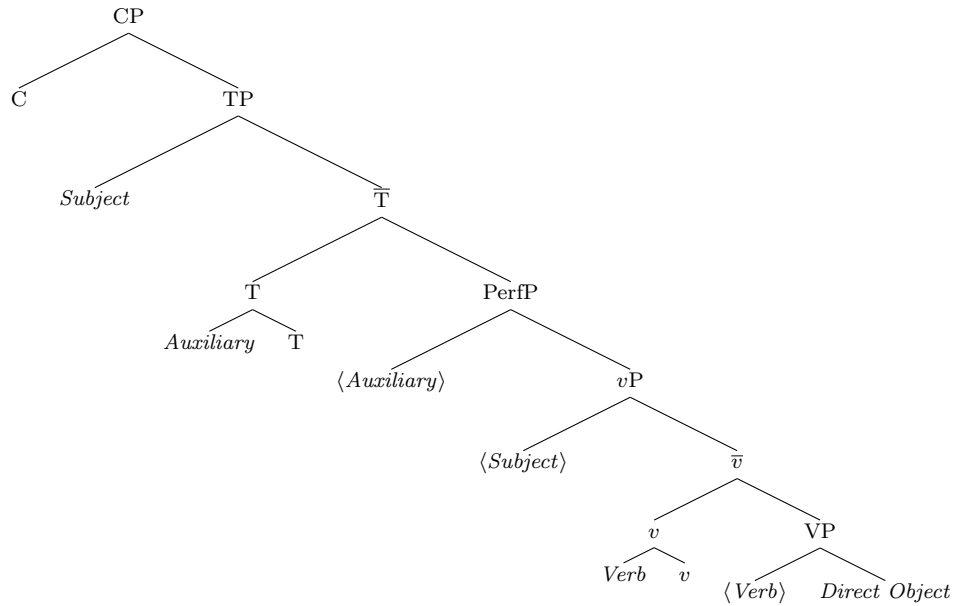 CP
C TP
Subject T̅
T PerfP
Auxiliary T
⟨Auxiliary⟩ vP
⟨Subject⟩ v̅
v VP
Verb v ⟨Verb⟩ Direct Object